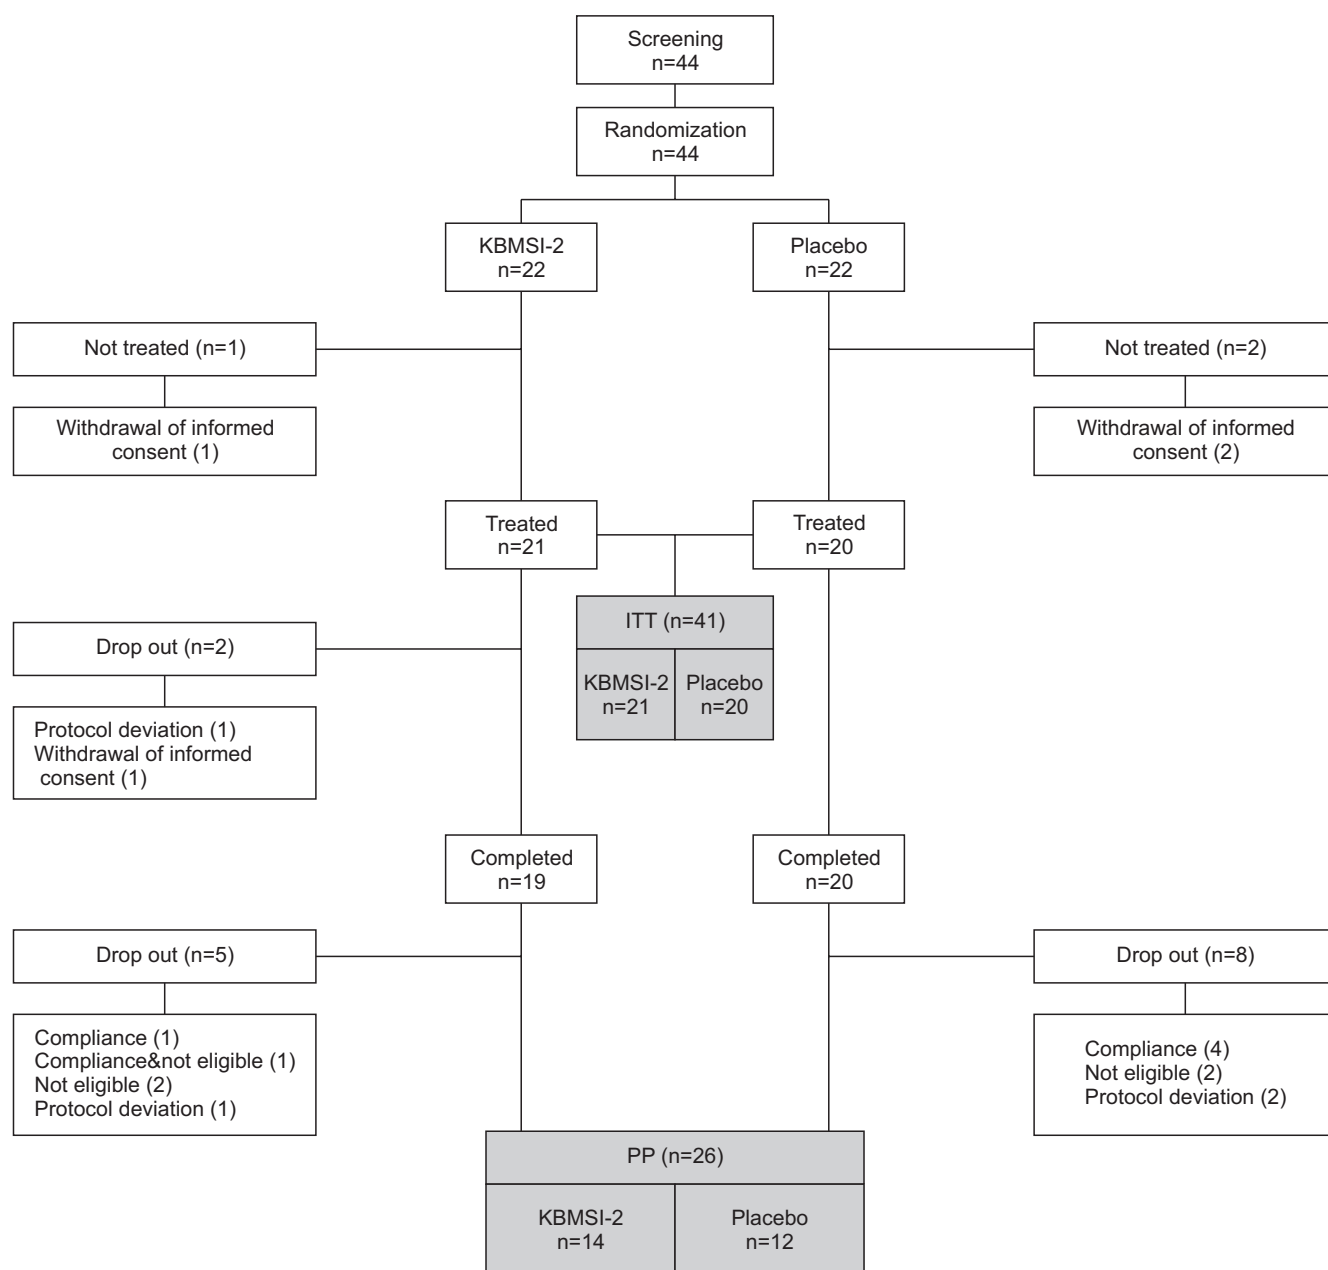 Screening
n=44
Randomization
n=44
KBMSI-2
n=22
Placebo
n=22
Not treated (n=1)
Withdrawal of informed
consent (1)
Not treated (n=2)
Withdrawal of informed
consent (2)
Treated
n=21
Treated
n=20
ITT (n=41)
KBMSI-2
n=21
Placebo
n=20
Drop out (n=2)
Protocol deviation (1)
Withdrawal of informed
consent (1)
Completed
n=19
Completed
n=20
Drop out (n=5)
Compliance (1)
Compliance&not eligible (1)
Not eligible (2)
Protocol deviation (1)
Drop out (n=8)
Compliance (4)
Not eligible (2)
Protocol deviation (2)
PP (n=26)
KBMSI-2
n=14
Placebo
n=12